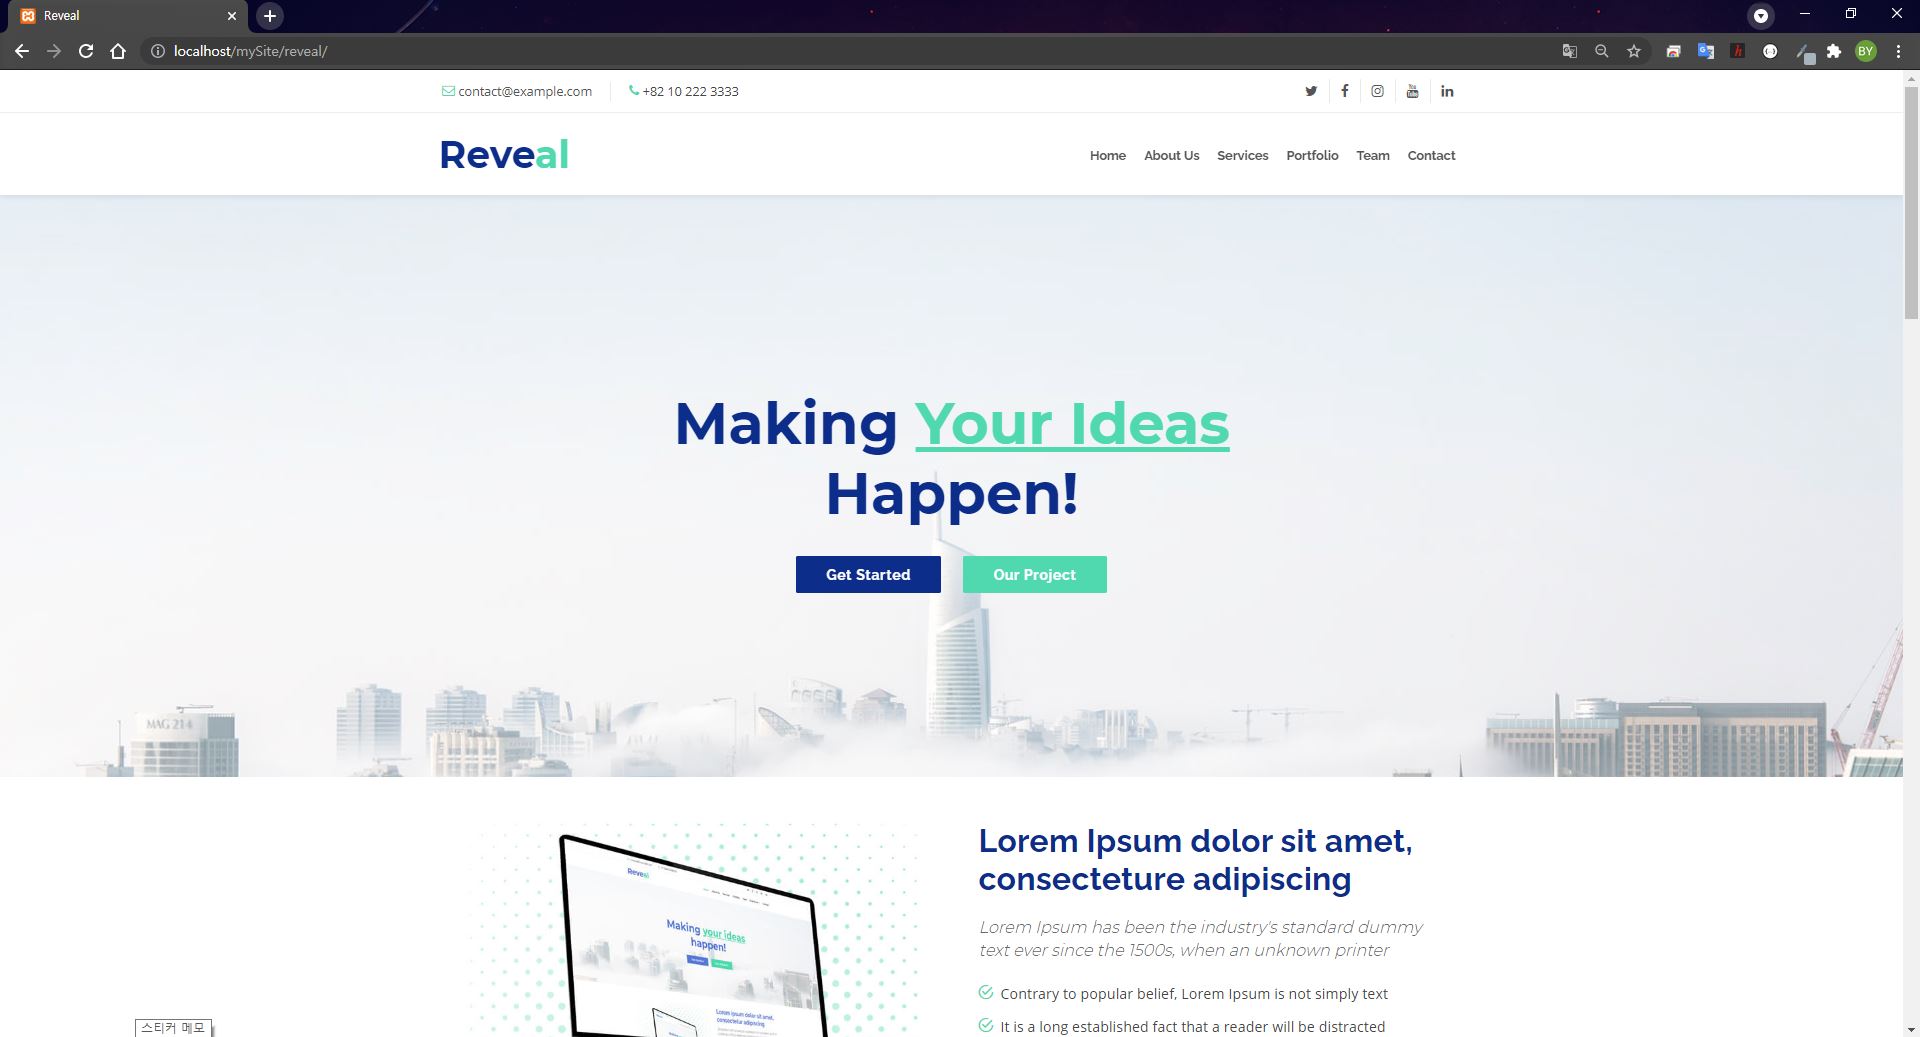 Reveal
localhost/mySite/reveal/
BY
contact@example.com +82 10 222 3333
Reveal
Home About Us Services Portfolio Team Contact
Making Your Ideas
Happen!
Get Started Our Project
MAG 214
Lorem Ipsum dolor sit amet,
consecteture adipiscing
Lorem Ipsum has been the industry's standard dummy
text ever since the 1500s, when an unknown printer
Contrary to popular belief, Lorem Ipsum is not simply text
It is a long established fact that a reader will be distracted
Reveal
Making your ideas
happen!
Lorem ipsum dolor sit amet,
consectetur adipiscing
스티커 메모